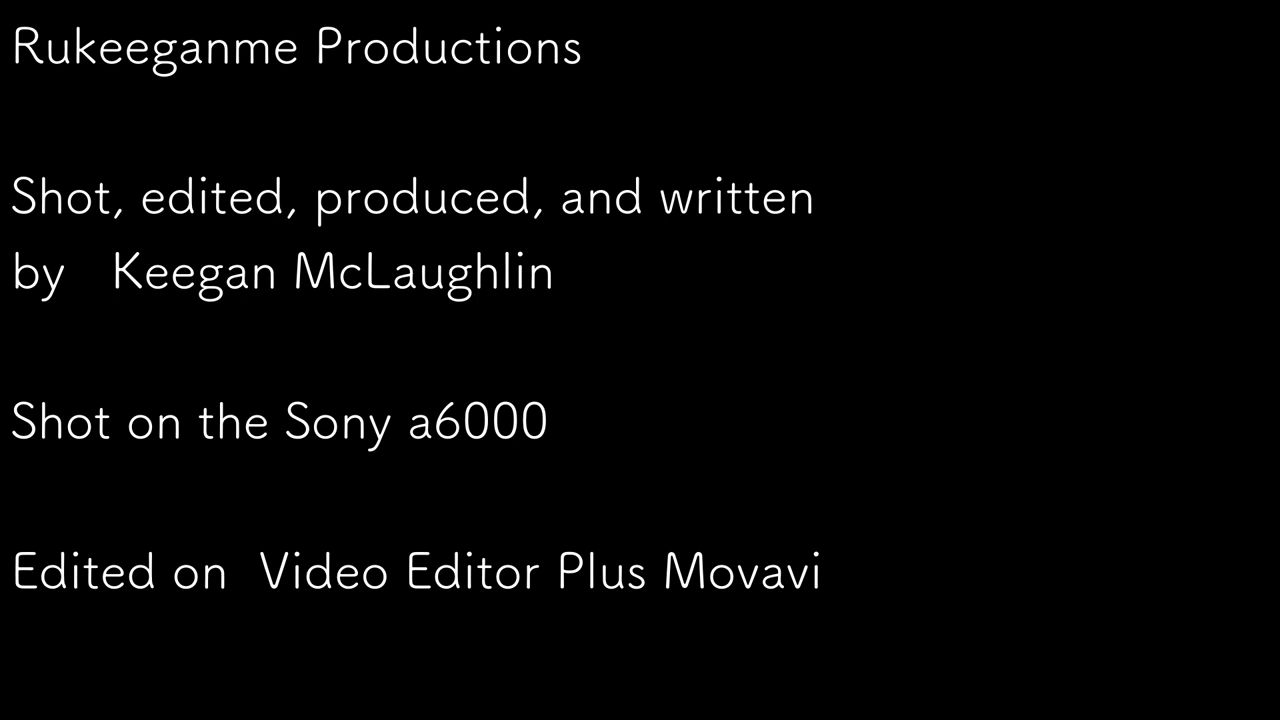 Rukeeganme Productions
Shot, edited, produced, and written
by   Keegan McLaughlin
Shot on the Sony a6000
Edited on  Video Editor Plus Movavi